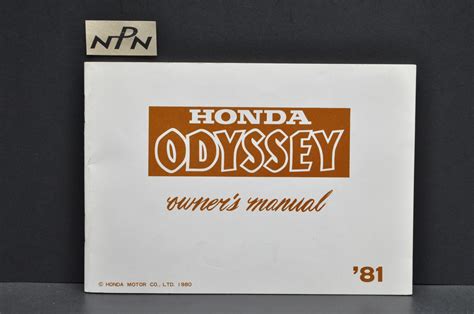 NPN
HONDA
ODYSSEY
owner's manual
'81
© HONDA MOTOR CO., LTD. 1980